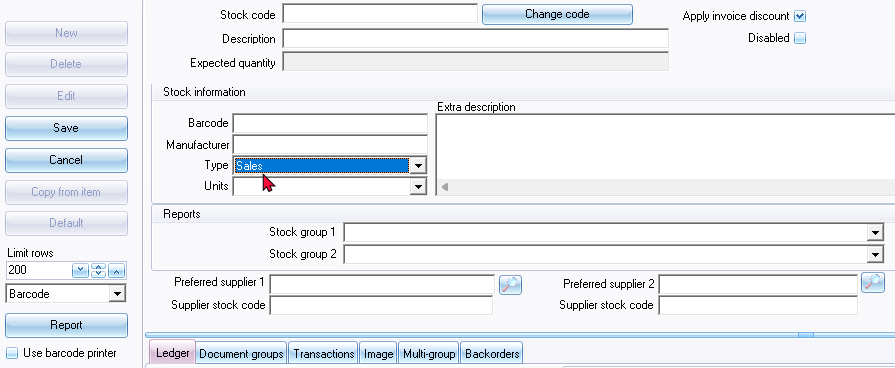 New
Delete
Edit
Save
Cancel
Copy from item
Default
Limit rows
200
Barcode
Report
Use barcode printer
Stock code
Change code
Apply invoice discount
Description
Disabled
Expected quantity
Stock information
Barcode
Manufacturer
Type Sales
Units
Extra description
Reports
Stock group 1
Stock group 2
Preferred supplier 1
Preferred supplier 2
Supplier stock code
Supplier stock code
Ledger Document groups Transactions Image Multi-group Backorders